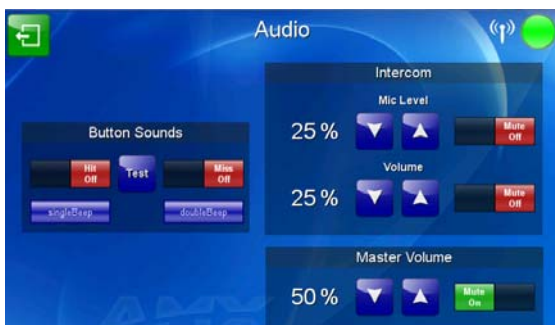 Audio
Button Sounds
Hit
Off
Test
Miss
Off
singleBeep
doubleBeep
Intercom
Mic Level
25 %
Mute
Off
Volume
25 %
Mute
Off
Master Volume
50 %
Mute
On
AMX